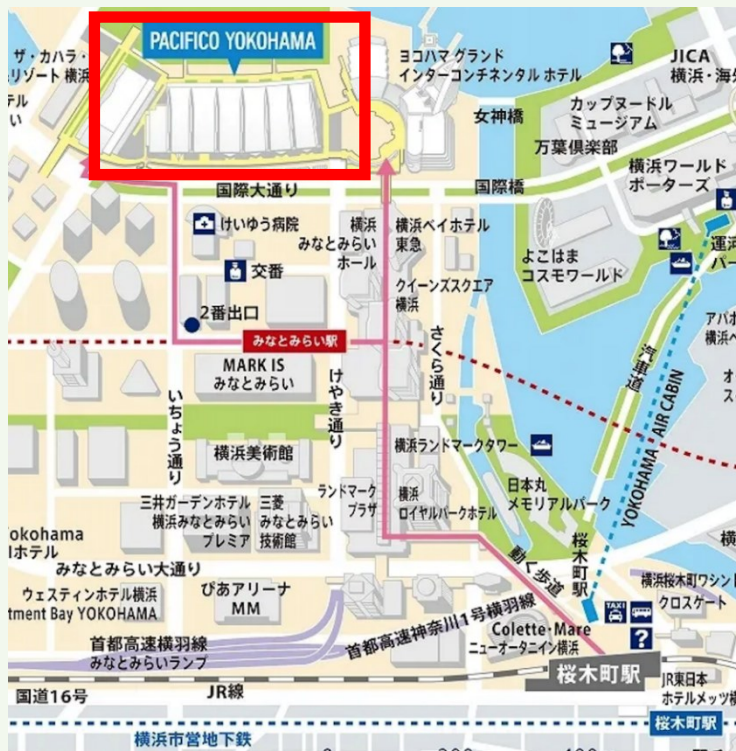 PACIFICO YOKOHAMA
ザ・カハラ・
リゾート 横浜
ヨコハマ グランド
インターコンチネンタル ホテル
JICA
横浜・海外
女神橋
カップヌードル
ミュージアム
万葉倶楽部
横浜ワールド
ポーターズ
国際大通り
国際橋
けいゆう病院
横浜
みなとみらい
ホール
横浜ベイホテル
東急
よこはま
コスモワールド
運河
パー
交番
クイーンズスクエア
横浜
2番出口
みなとみらい駅
さくら通り
汽車道
アパホ
横浜ベ
MARK IS
みなとみらい
けやき通り
いちょう通り
YOKOHAMA AIR CABIN
横浜美術館
横浜ランドマークタワー
日本丸
メモリアルパーク
三井ガーデンホテル
横浜みなとみらい
プレミア
三菱
みなとみらい
技術館
ランドマーク
プラザ
横浜
ロイヤルパークホテル
Yokohama
ホテル
桜木町駅
動く歩道
みなとみらい大通り
横浜桜木町ワシント
クロスゲート
ウェスティンホテル横浜
tment Bay YOKOHAMA
ぴあアリーナ
MM
TAXI
?
Colette・Mare
ニューオータニイン横浜
首都高速神奈川1号横羽線
首都高速横羽線
みなとみらいランプ
桜木町駅
国道16号
JR線
JR東日本
ホテルメッツ横
桜木町駅
横浜市営地下鉄